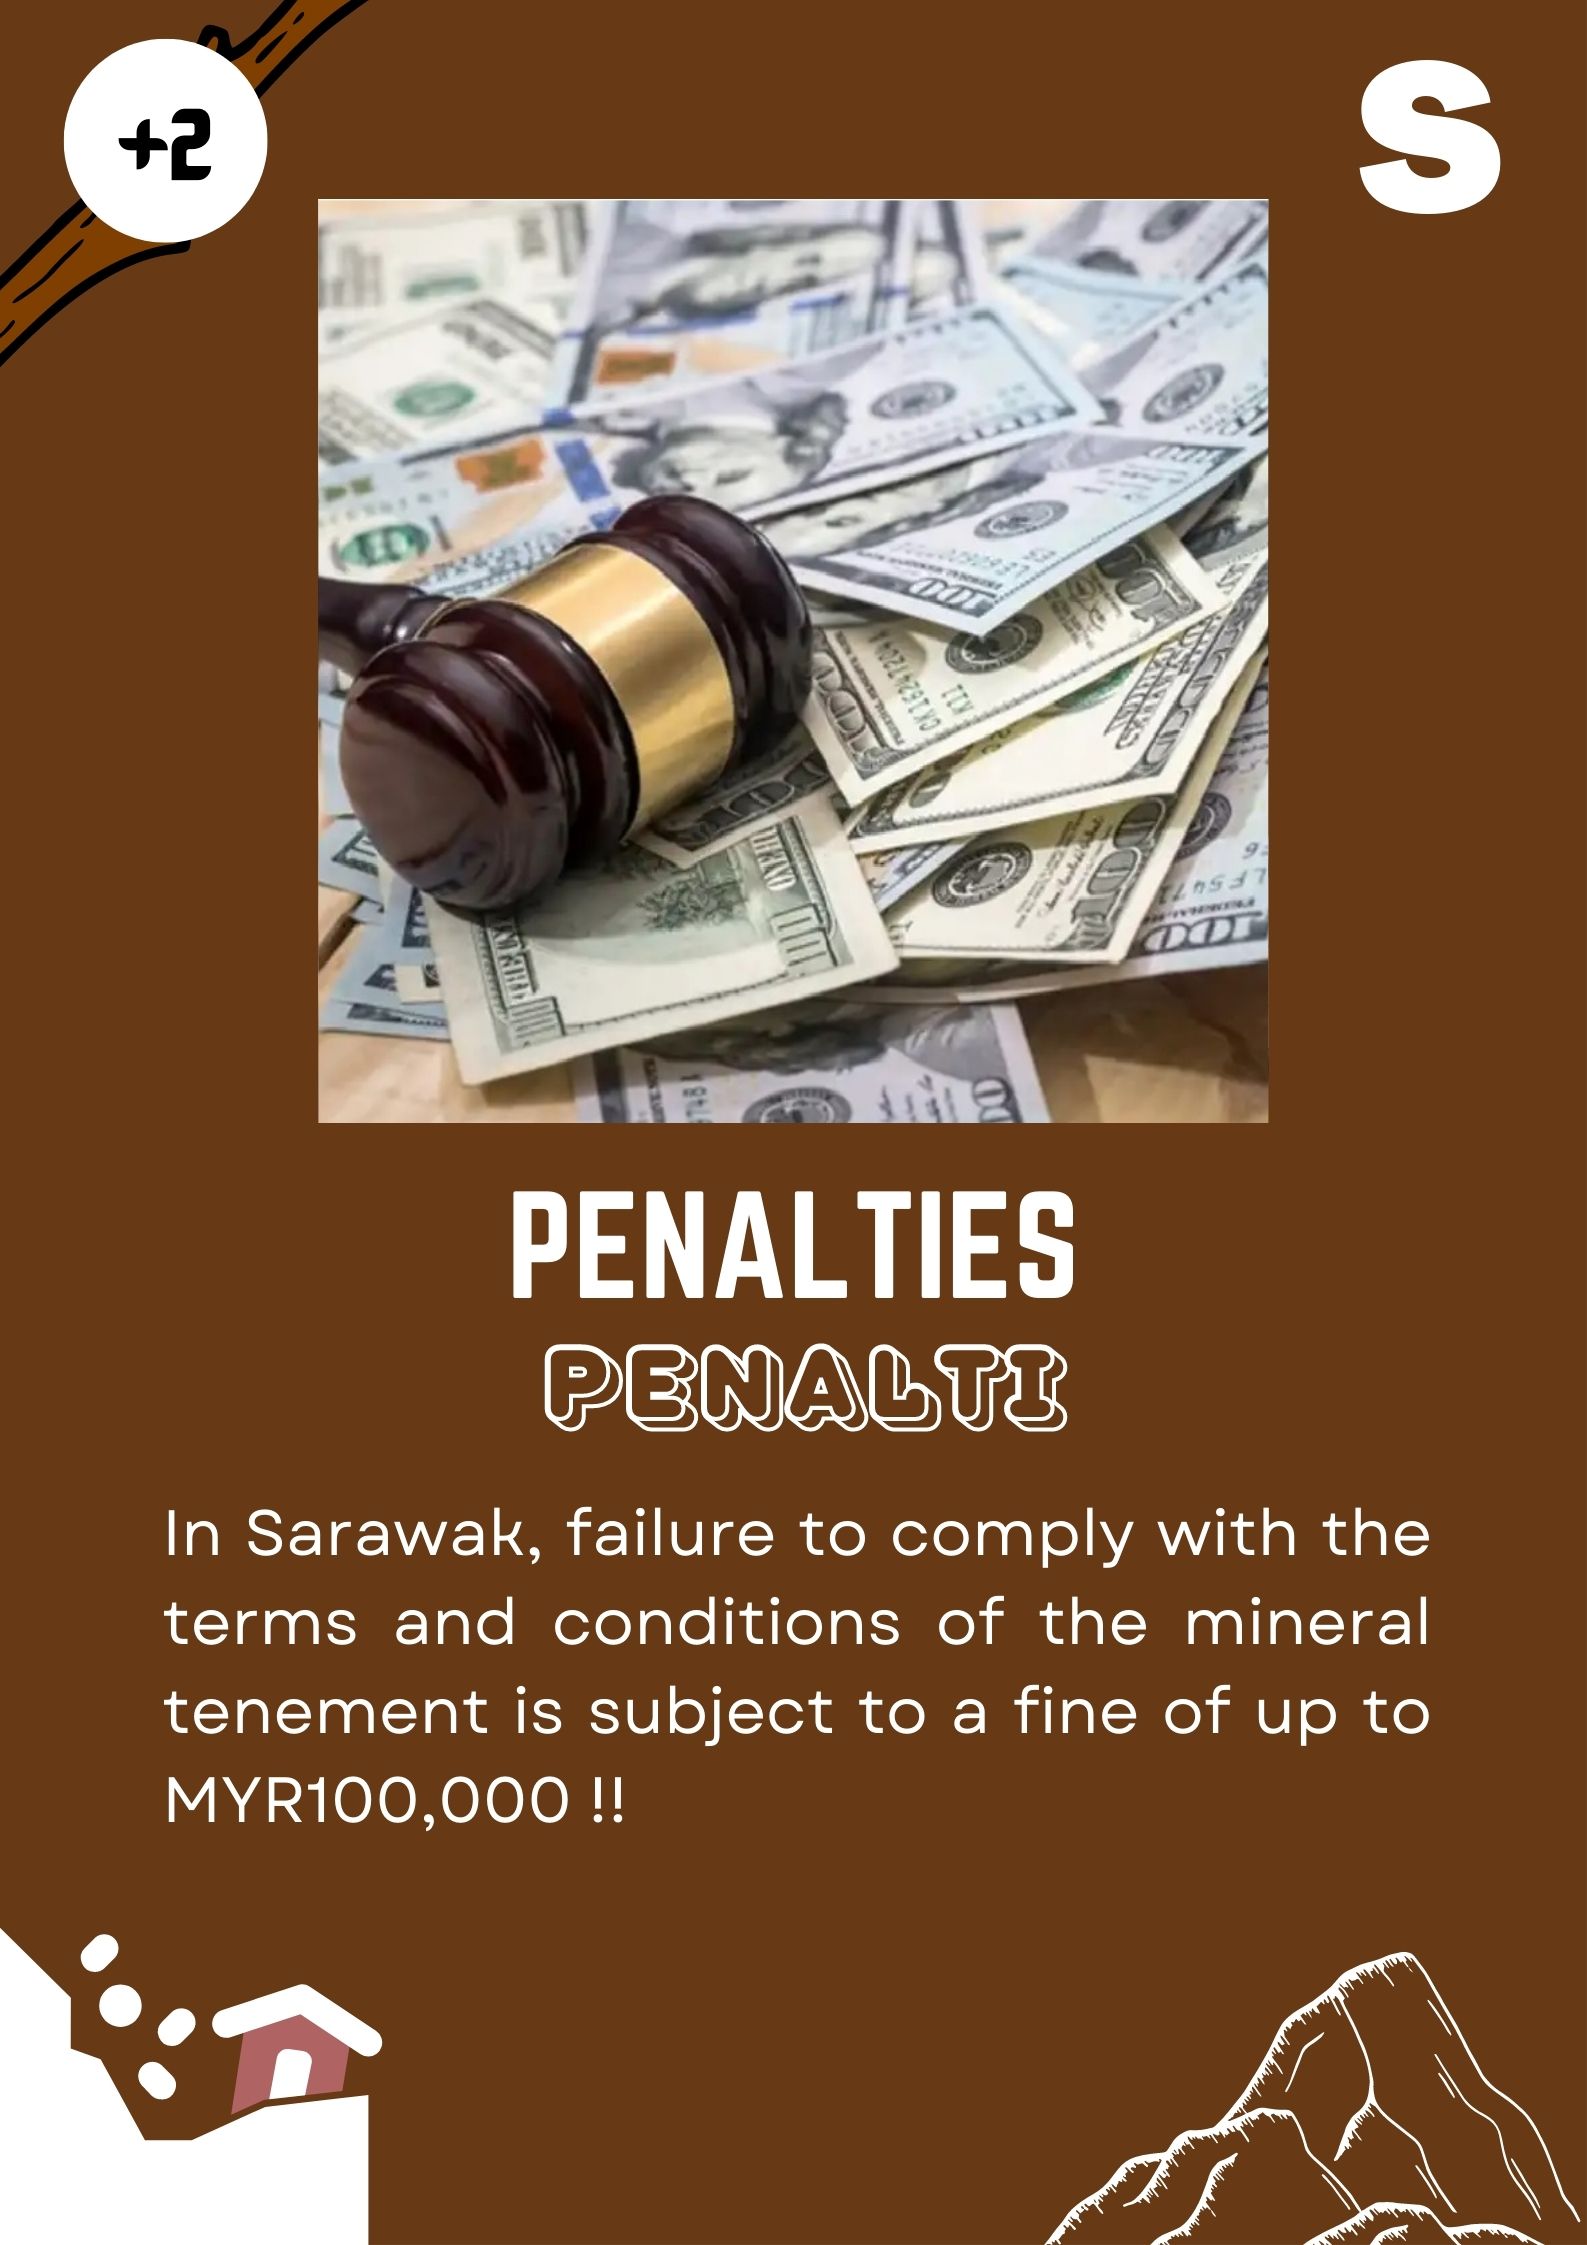 +2
S
PENALTIES
PENALTI
In Sarawak, failure to comply with the
terms and conditions of the mineral
tenement is subject to a fine of up to
MYR100,000 !!